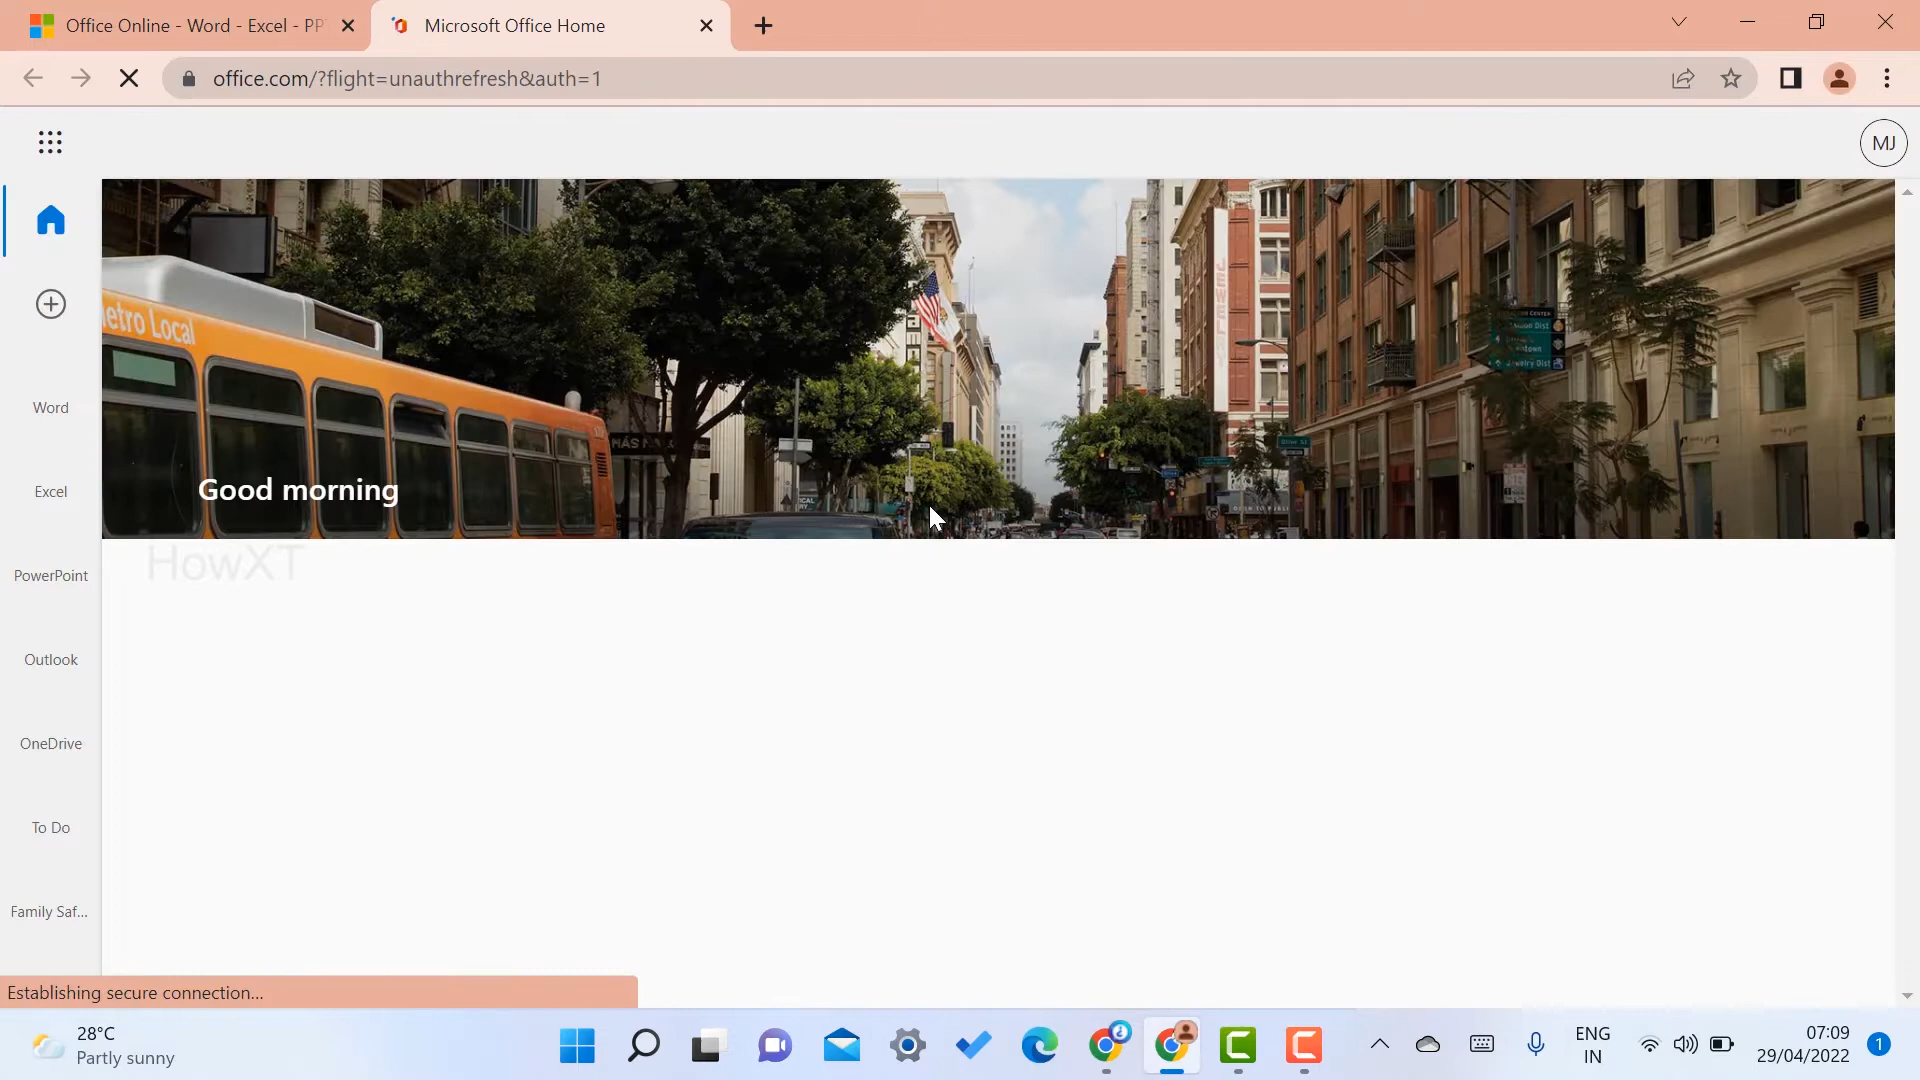 Office Online - Word - Excel - PP
Microsoft Office Home
office.com/?flight=unauthrefresh&auth=1
MJ
etro Local
JEWELRY
Good morning
HowXT
Word
Excel
PowerPoint
Outlook
OneDrive
To Do
Family Saf...
Establishing secure connection...
28°C
Partly sunny
ENG
IN
07:09
29/04/2022
1